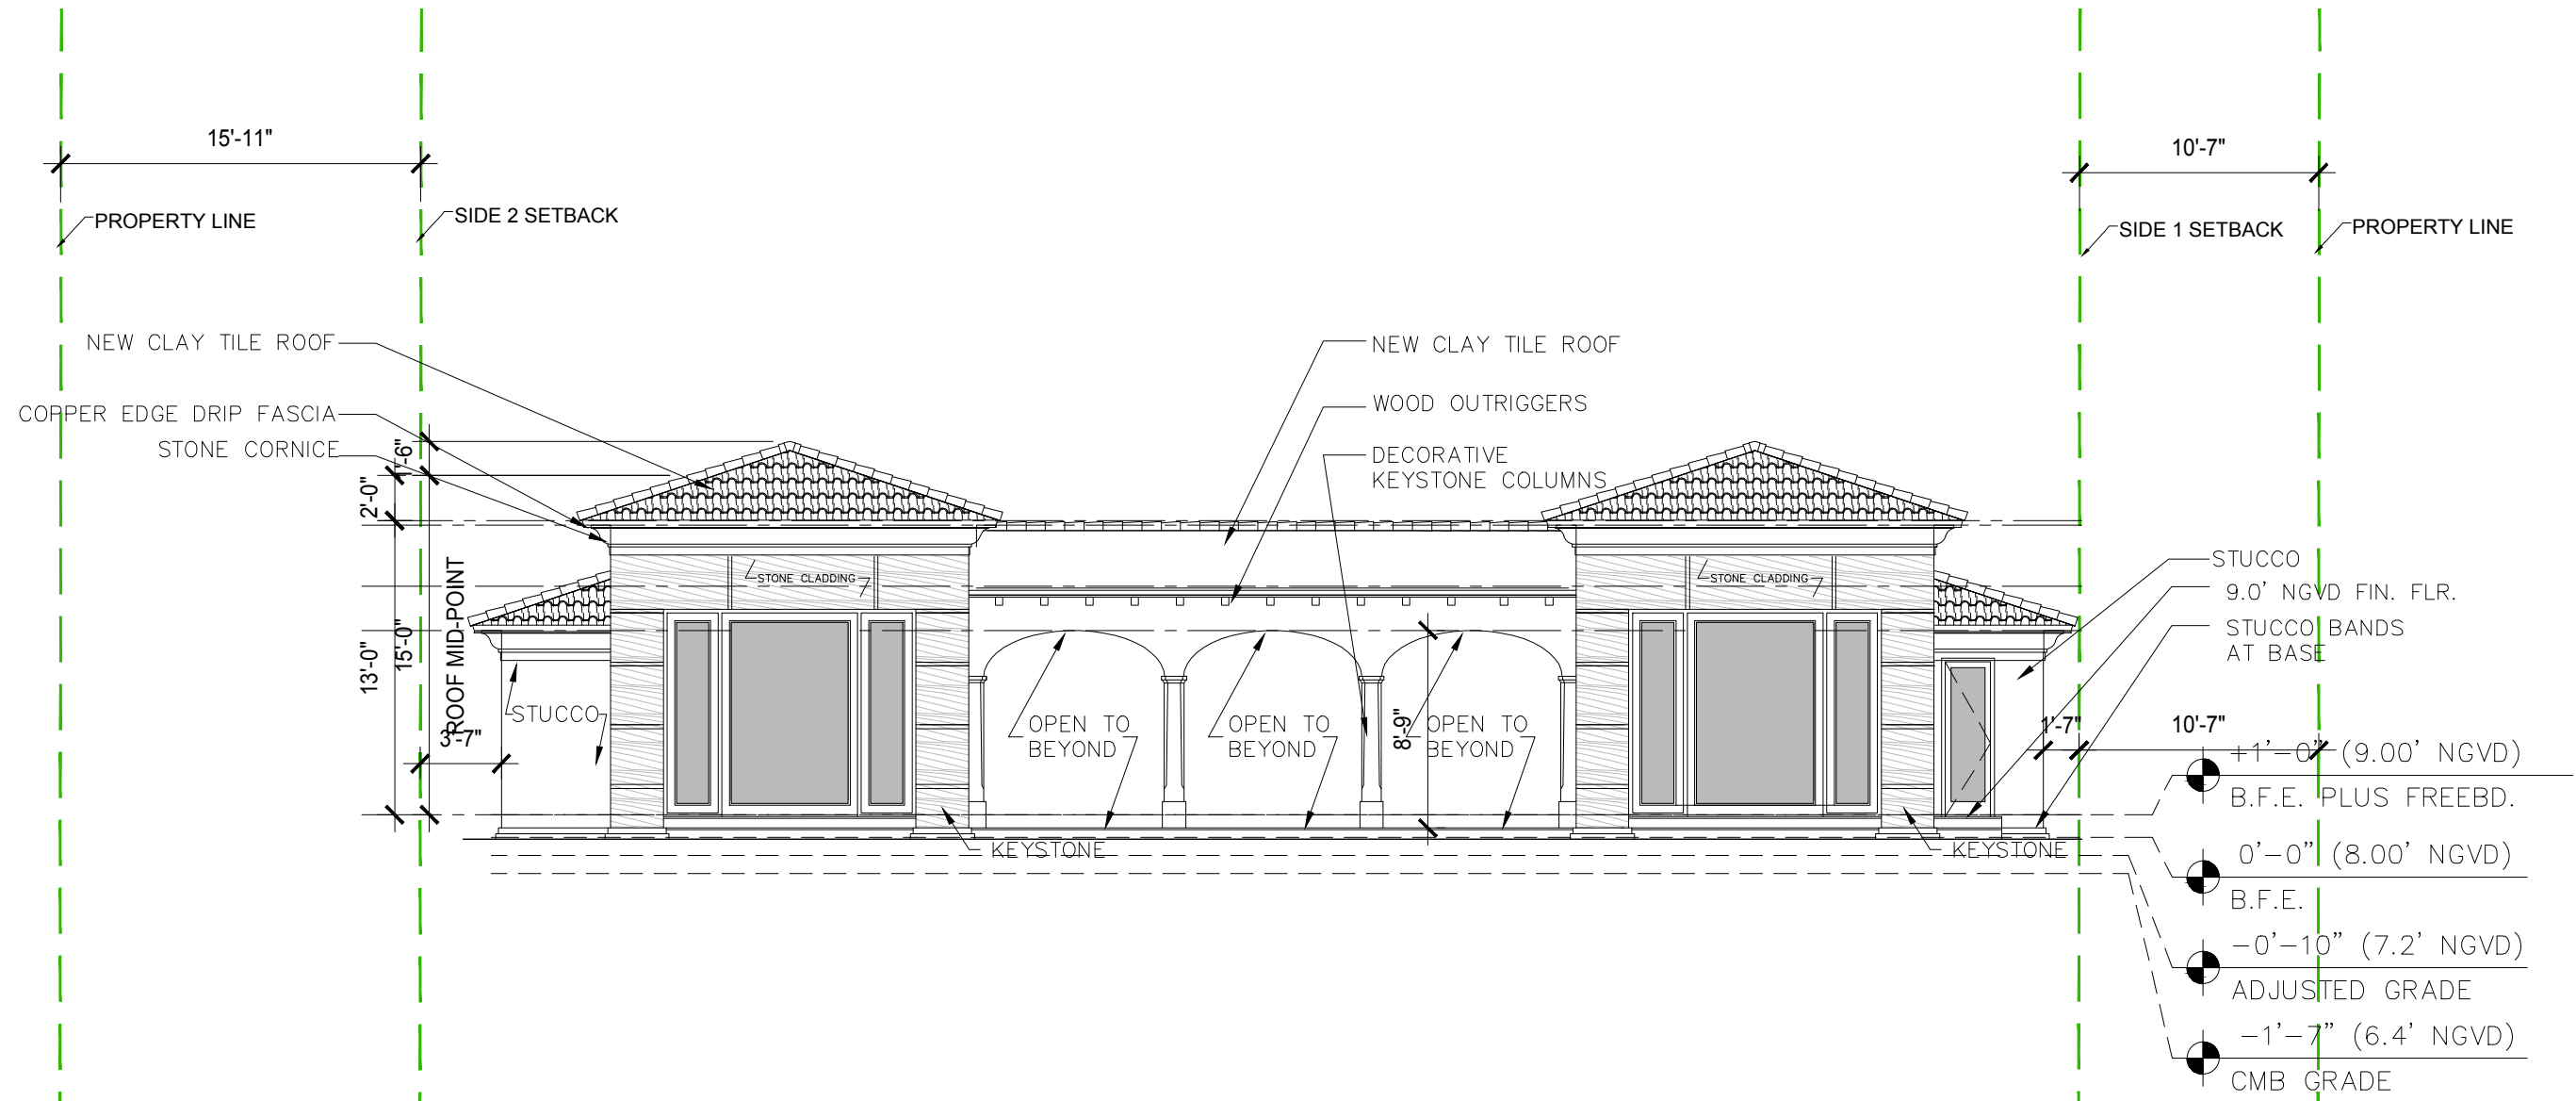 15'-11"
10'-7"
PROPERTY LINE
SIDE 2 SETBACK
SIDE 1 SETBACK
PROPERTY LINE
NEW CLAY TILE ROOF
NEW CLAY TILE ROOF
COPPER EDGE DRIP FASCIA
WOOD OUTRIGGERS
STONE CORNICE
DECORATIVE
KEYSTONE COLUMNS
1'-6"
2'-0"
13'-0"
15'-0"
ROOF MID-POINT
STONE CLADDING
STONE CLADDING
STUCCO
9.0' NGVD FIN. FLR.
STUCCO BANDS
AT BASE
STUCCO
3'-7"
OPEN TO
BEYOND
OPEN TO
BEYOND
8'-9"
OPEN TO
BEYOND
1'-7"
10'-7"
+1'-0" (9.00' NGVD)
B.F.E. PLUS FREEBD.
KEYSTONE
KEYSTONE
0'-0" (8.00' NGVD)
B.F.E.
-0'-10" (7.2' NGVD)
ADJUSTED GRADE
-1'-7" (6.4' NGVD)
CMB GRADE